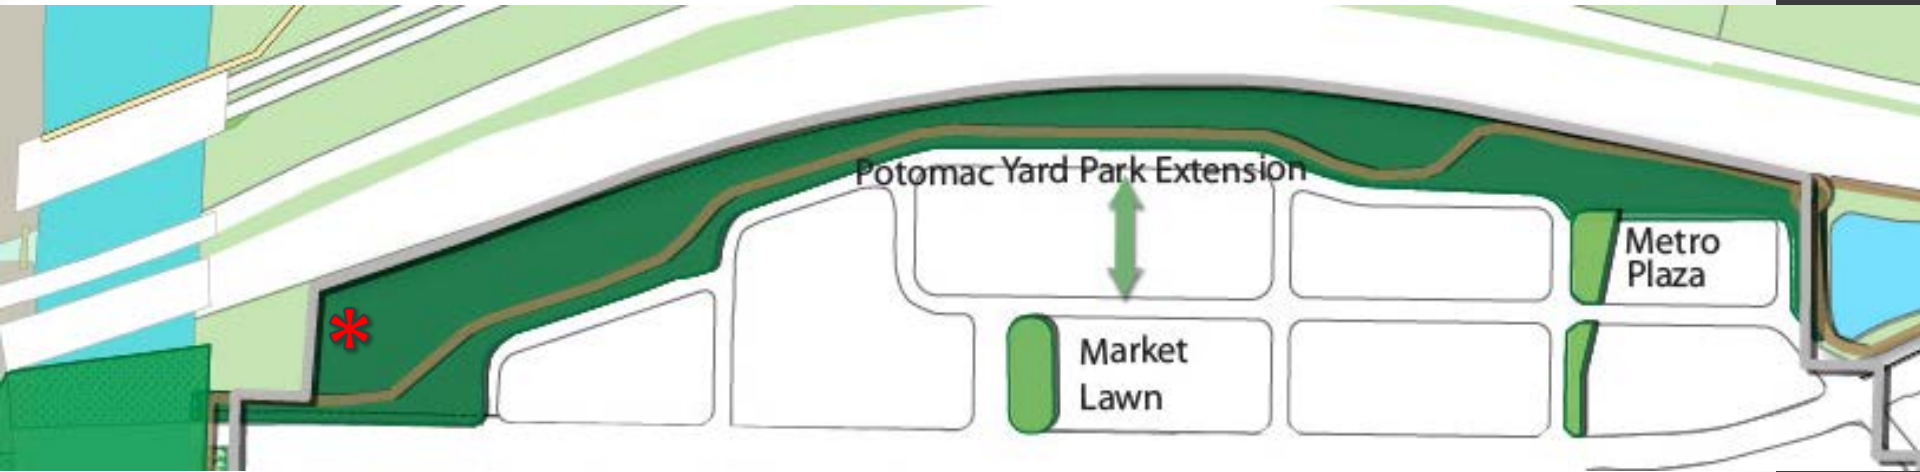 Potomac Yard Park Extension
Metro
Plaza
Market
Lawn